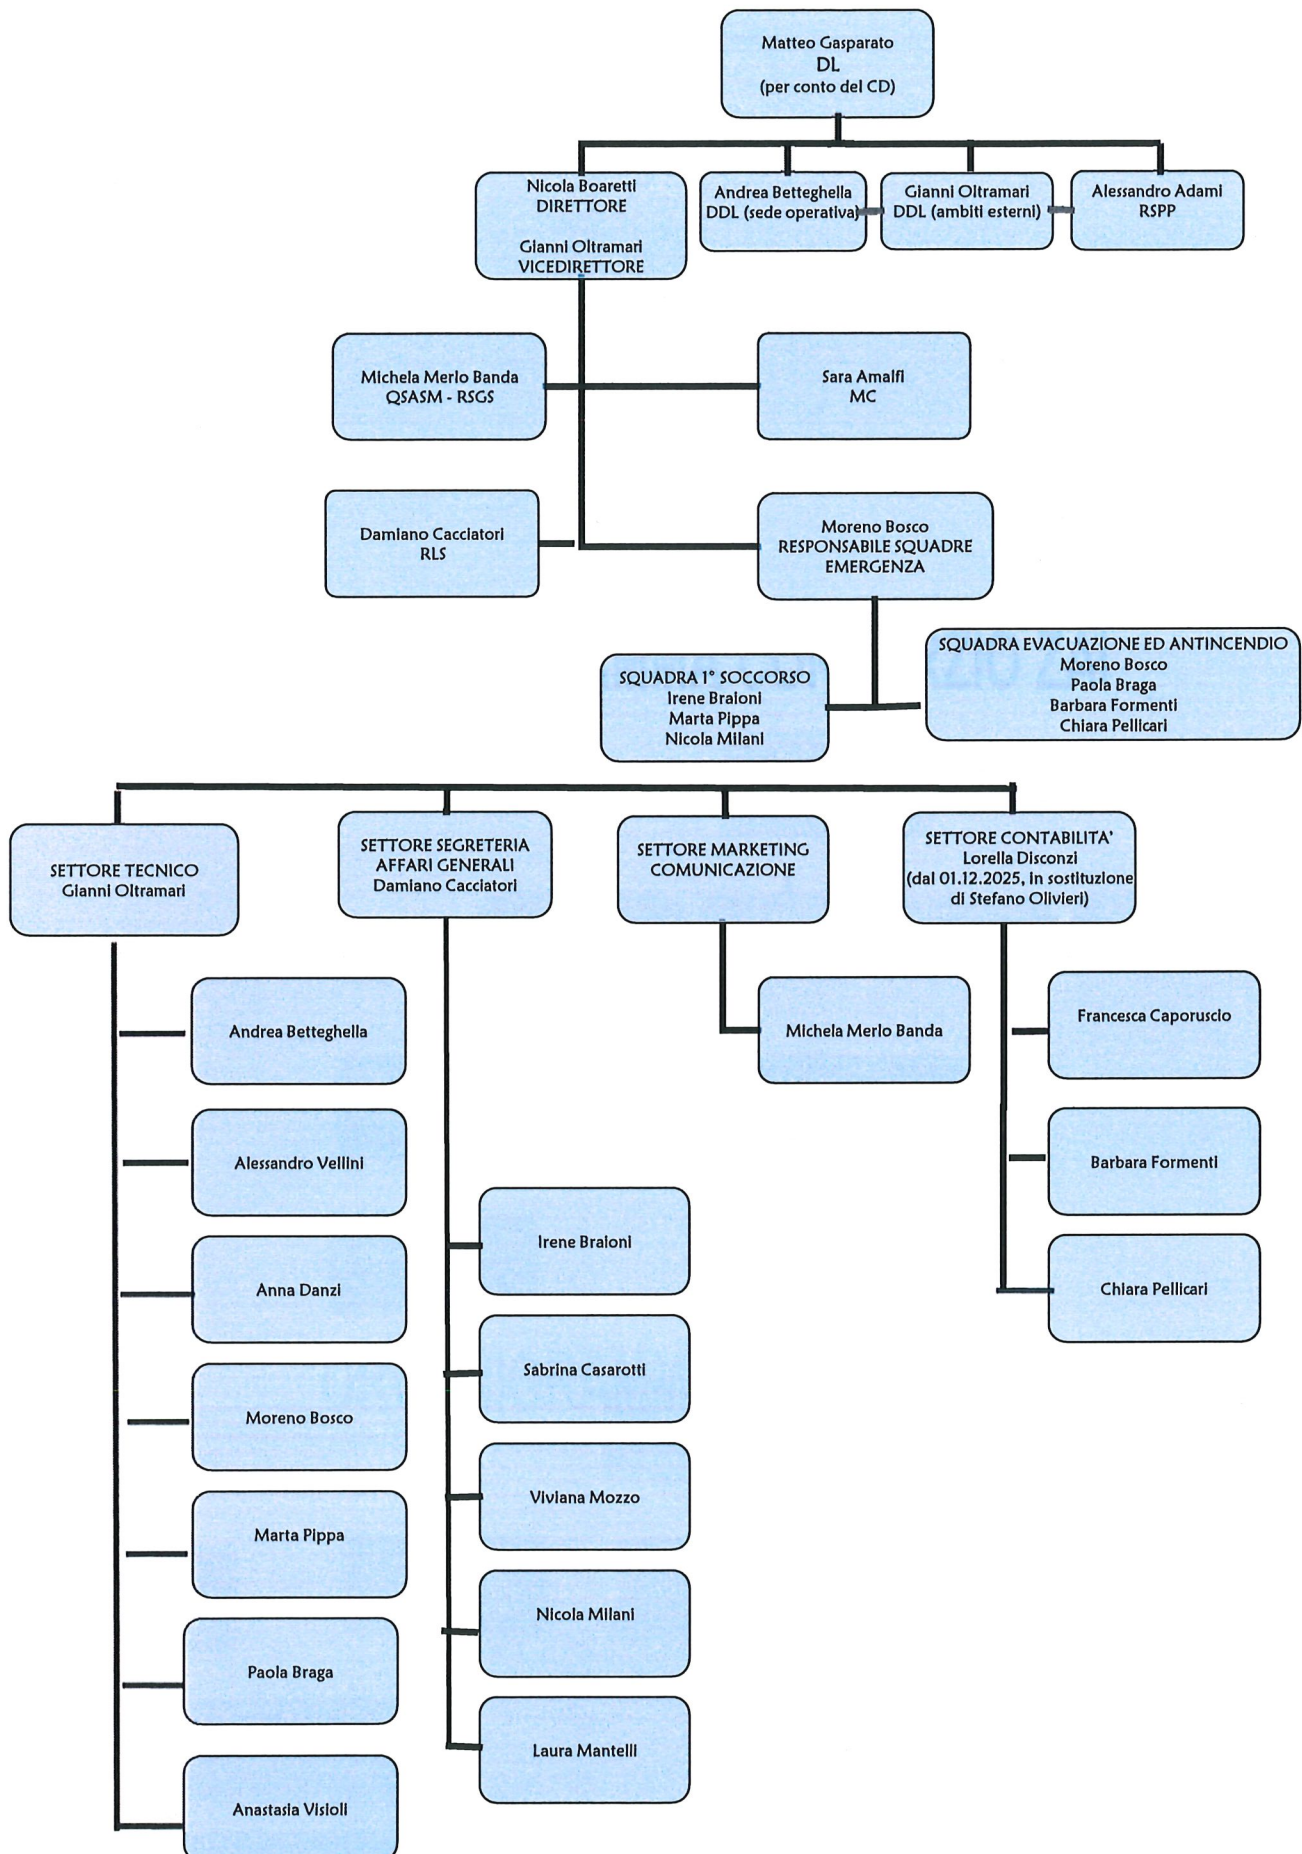 Matteo Gasparato
DL
(per conto del CD)
Nicola Boaretti
DIRETTORE
Gianni Oltramari
VICEDIRETTORE
Andrea Betteghella
DDL (sede operativa)
Gianni Oltramari
DDL (ambiti esterni)
Alessandro Adami
RSPP
Michela Merlo Banda
QSASM - RSGS
Sara Amalfi
MC
Damiano Cacciatori
RLS
Moreno Bosco
RESPONSABILE SQUADRE
EMERGENZA
SQUADRA 1° SOCCORSO
Irene Braioni
Marta Pippa
Nicola Milani
SQUADRA EVACUAZIONE ED ANTINCENDIO
Moreno Bosco
Paola Braga
Barbara Formenti
Chiara Pellicari
SETTORE TECNICO
Gianni Oltramari
SETTORE SEGRETERIA
AFFARI GENERALI
Damiano Cacciatori
SETTORE MARKETING
COMUNICAZIONE
SETTORE CONTABILITA'
Lorella Disconzi
(dal 01.12.2025, in sostituzione
di Stefano Olivieri)
Andrea Betteghella
Alessandro Vellini
Anna Danzi
Moreno Bosco
Marta Pippa
Paola Braga
Anastasia Visioli
Irene Braioni
Sabrina Casarotti
Viviana Mozzo
Nicola Milani
Laura Mantelli
Michela Merlo Banda
Francesca Caporuscio
Barbara Formenti
Chiara Pellicari